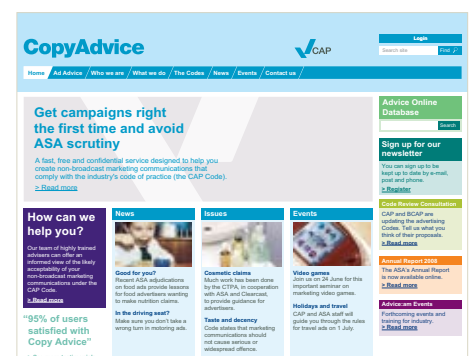 CopyAdvice
CAP
Login
Search site
Find
Home
Ad Advice
Who we are
What we do
The Codes
News
Events
Contact us
Get campaigns right
the first time and avoid
ASA scrutiny
A fast, free and confidential service designed to help you
create non-broadcast marketing communications that
comply with the industry's code of practice (the CAP Code).
> Read more
Advice Online
Database
Search
Sign up for our
newsletter
You can sign up to be
kept up to date by e-mail,
post and phone.
> Register
Code Review Consultation
CAP and BCAP are
updating the advertising
Codes. Tell us what you
think of their proposals.
> Read more
Annual Report 2008
The ASA's Annual Report
is now available online.
> Read more
Advice:am Events
Forthcoming events and
training for industry.
> Read more
How can we
help you?
Our team of highly trained
advisers can offer an
informed view of the likely
acceptability of your
non-broadcast marketing
communications under the
CAP Code.
> Read more
"95% of users
satisfied with
Copy Advice"
News
Good for you?
Recent ASA adjudications
on food ads provide lessons
for food advertisers wanting
to make nutrition claims.
In the driving seat?
Make sure you don't take a
wrong turn in motoring ads.
Issues
Cosmetic claims
Much work has been done
by the CTPA, in cooperation
with ASA and Clearcast,
to provide guidance for
advertisers.
Taste and decency
Code states that marketing
communications should
not cause serious or
widespread offence.
Events
Video games
Join us on 24 June for this
important seminar on
marketing video games.
Holidays and travel
CAP and ASA staff will
guide you through the rules
for travel ads on 1 July.